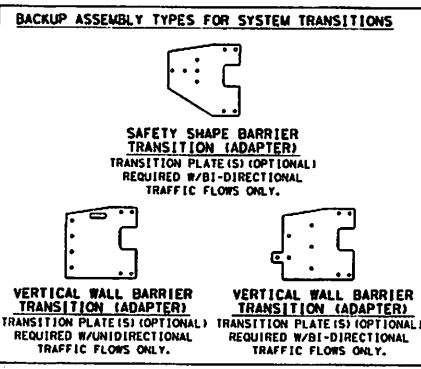 BACKUP ASSEMBLY TYPES FOR SYSTEM TRANSITIONS
SAFETY SHAPE BARRIER
TRANSITION (ADAPTER)
TRANSITION PLATE(S) (OPTIONAL)
REQUIRED W/BI-DIRECTIONAL
TRAFFIC FLOWS ONLY.
VERTICAL WALL BARRIER
TRANSITION (ADAPTER)
TRANSITION PLATE(S) (OPTIONAL)
REQUIRED W/UNIDIRECTIONAL
TRAFFIC FLOWS ONLY.
VERTICAL WALL BARRIER
TRANSITION (ADAPTER)
TRANSITION PLATE(S) (OPTIONAL)
REQUIRED W/BI-DIRECTIONAL
TRAFFIC FLOWS ONLY.